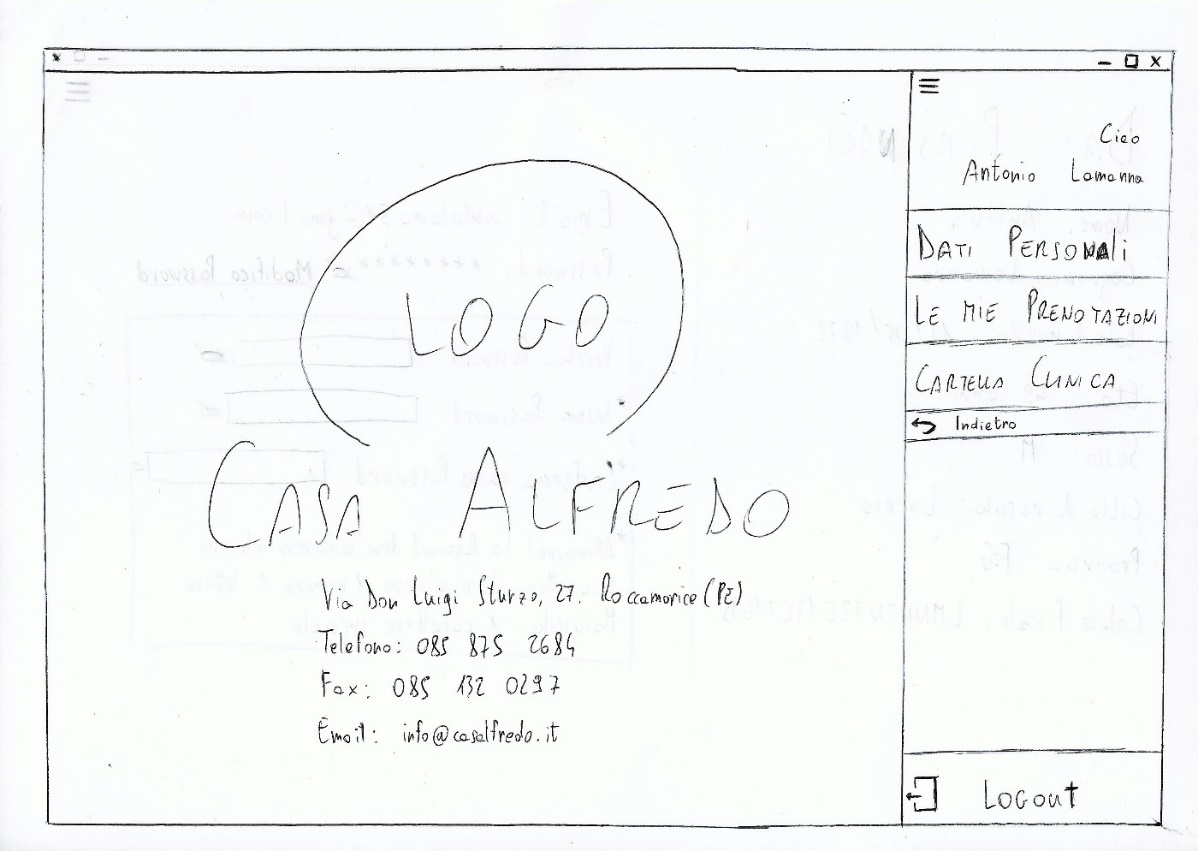 Ciao
Antonio Lamanna
DATI PERSONALI
LE MIE PRENOTAZIONI
CARTELLA CLINICA
Indietro
LOGO
CASA ALFREDO
Via Don Luigi Sturzo, 27. Roccamorice (PE)
Telefono: 085 875 2684
Fax: 085 132 0297
Email: info@casalfredo.it
LOGOUT